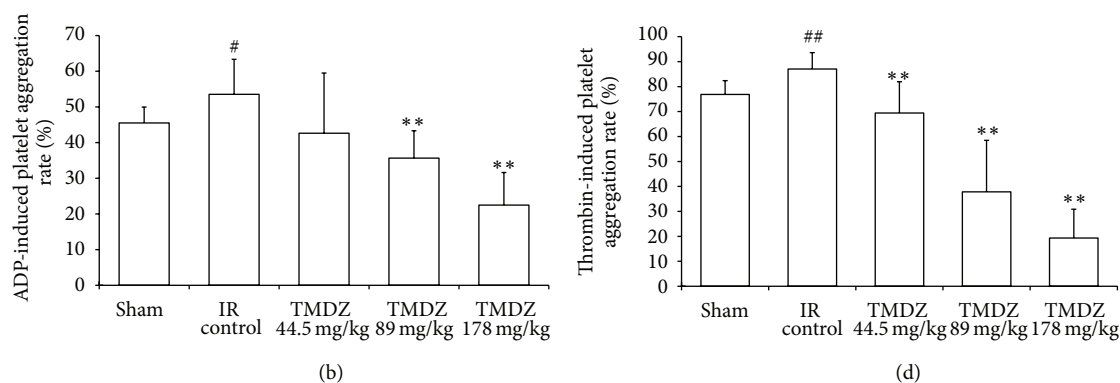 ADP-induced platelet aggregation
rate (%)
70
60
50
40
30
20
10
0
#
**
**
Sham
IR
control
TMDZ
44.5 mg/kg
TMDZ
89 mg/kg
TMDZ
178 mg/kg
(b)
Thrombin-induced platelet
aggregation rate (%)
100
90
80
70
60
50
40
30
20
10
0
##
**
**
**
Sham
IR
control
TMDZ
44.5 mg/kg
TMDZ
89 mg/kg
TMDZ
178 mg/kg
(d)